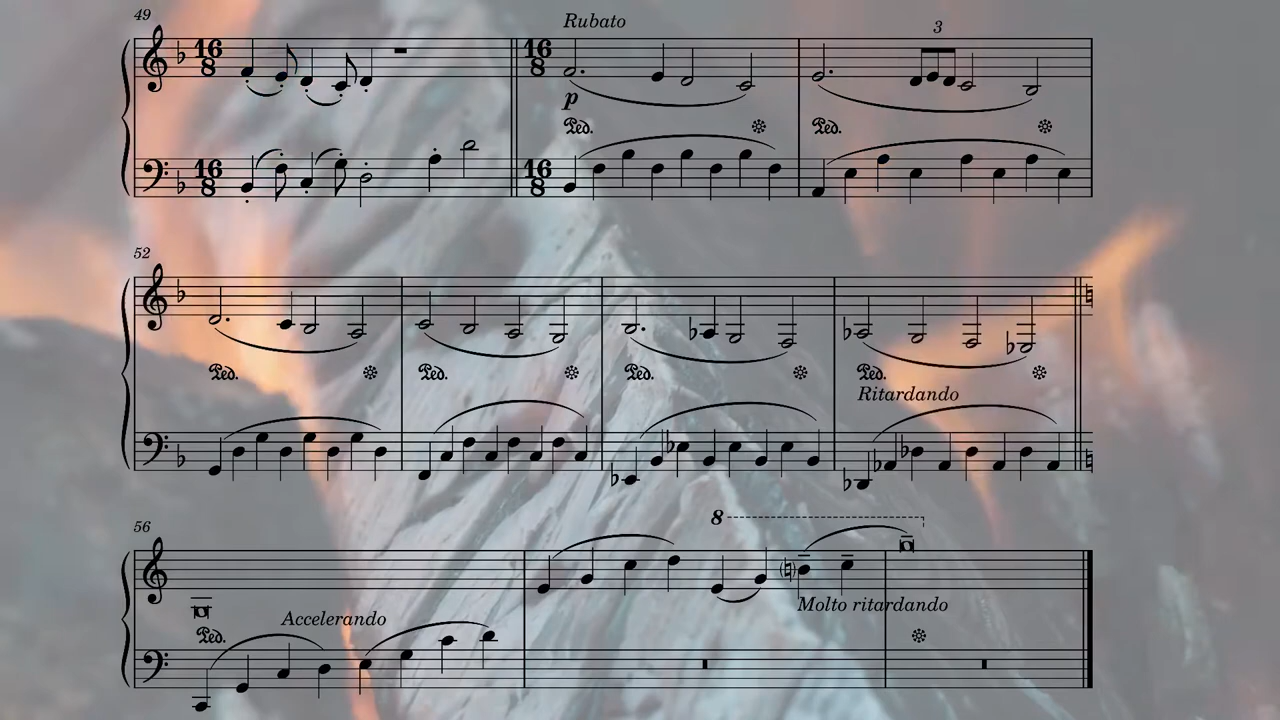 49
16
8
16
8
Rubato
3
p
Ped.
Ped.
16
8
16
8
52
Ped.
Ped.
Ped.
Ped.
Ritardando
56
8
Accelerando
Molto ritardando
Ped.